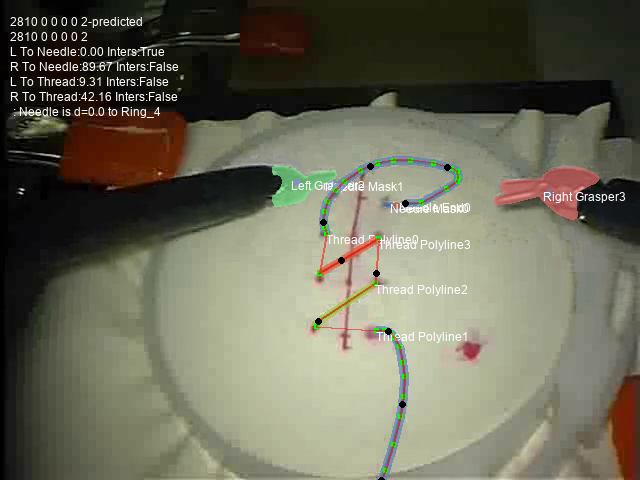 2810 0 0 0 0 2-predicted
2810 0 0 0 0 2
L To Needle:0.00 Inters:True
R To Needle:89.67 Inters:False
L To Thread:9.31 Inters:False
R To Thread:42.16 Inters:False
: Needle is d=0.0 to Ring_4
Mask1
Right Grasper3
Thread Polyline0
Thread Polyline3
Thread Polyline2
Thread Polyline1